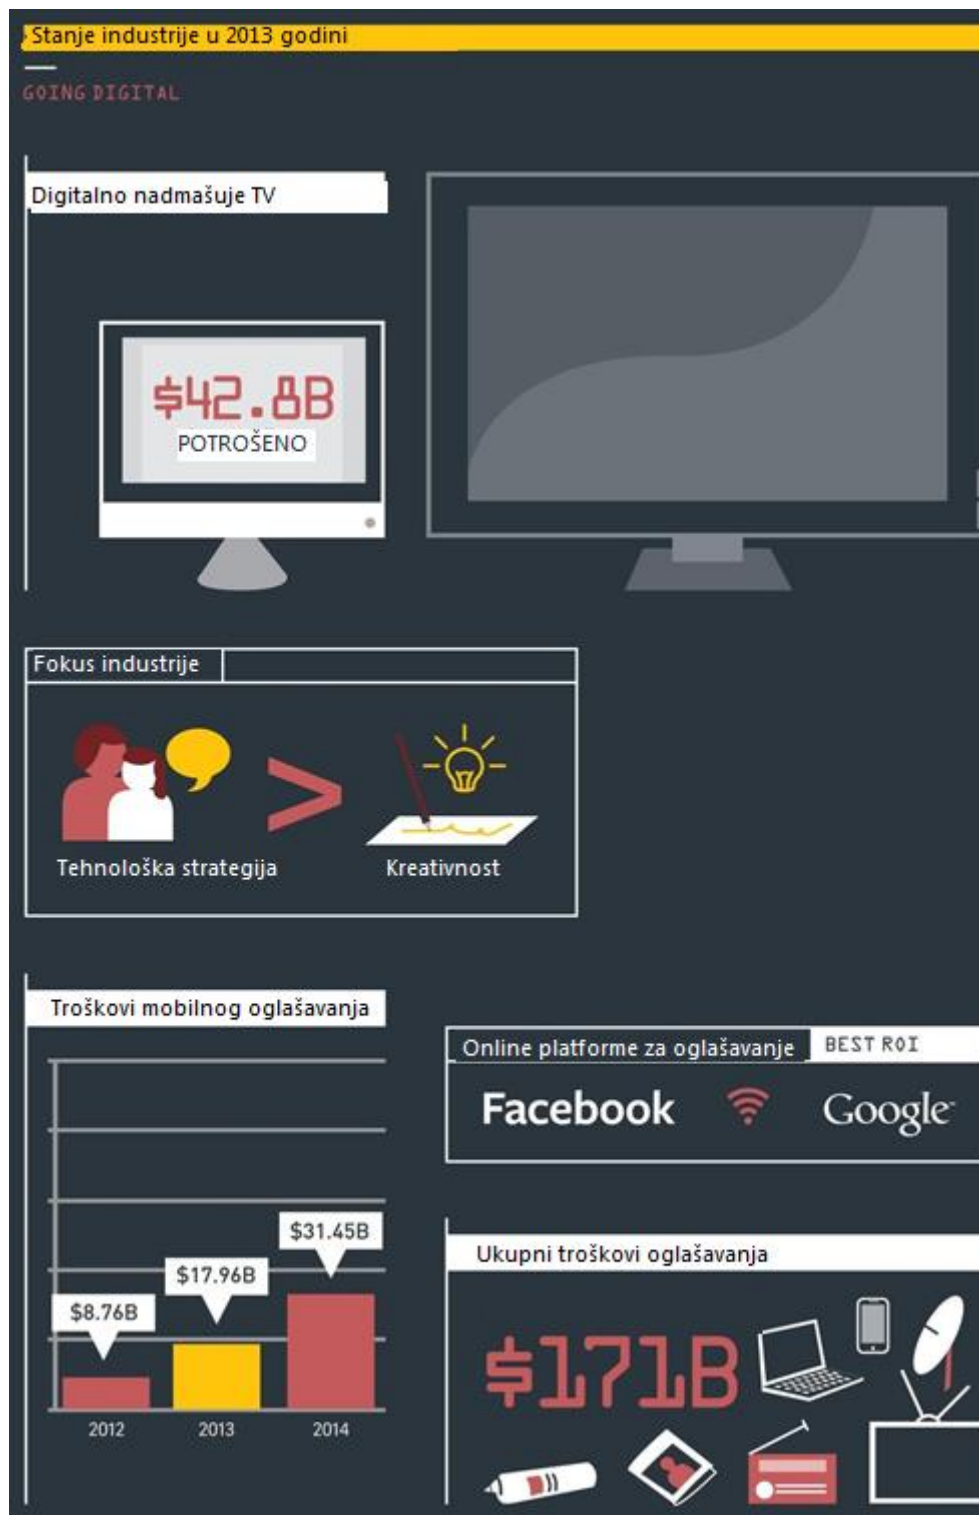 Stanje industrije u 2013 godini
GOING DIGITAL
Digitalno nadmašuje TV
$42.8B
POTROŠENO
Fokus industrije
>
Tehnološka strategija
Kreativnost
Troškovi mobilnog oglašavanja
$8.76B
$17.96B
$31.45B
2012
2013
2014
Online platforme za oglašavanje
BEST ROI
Facebook
Google
Ukupni troškovi oglašavanja
$171B